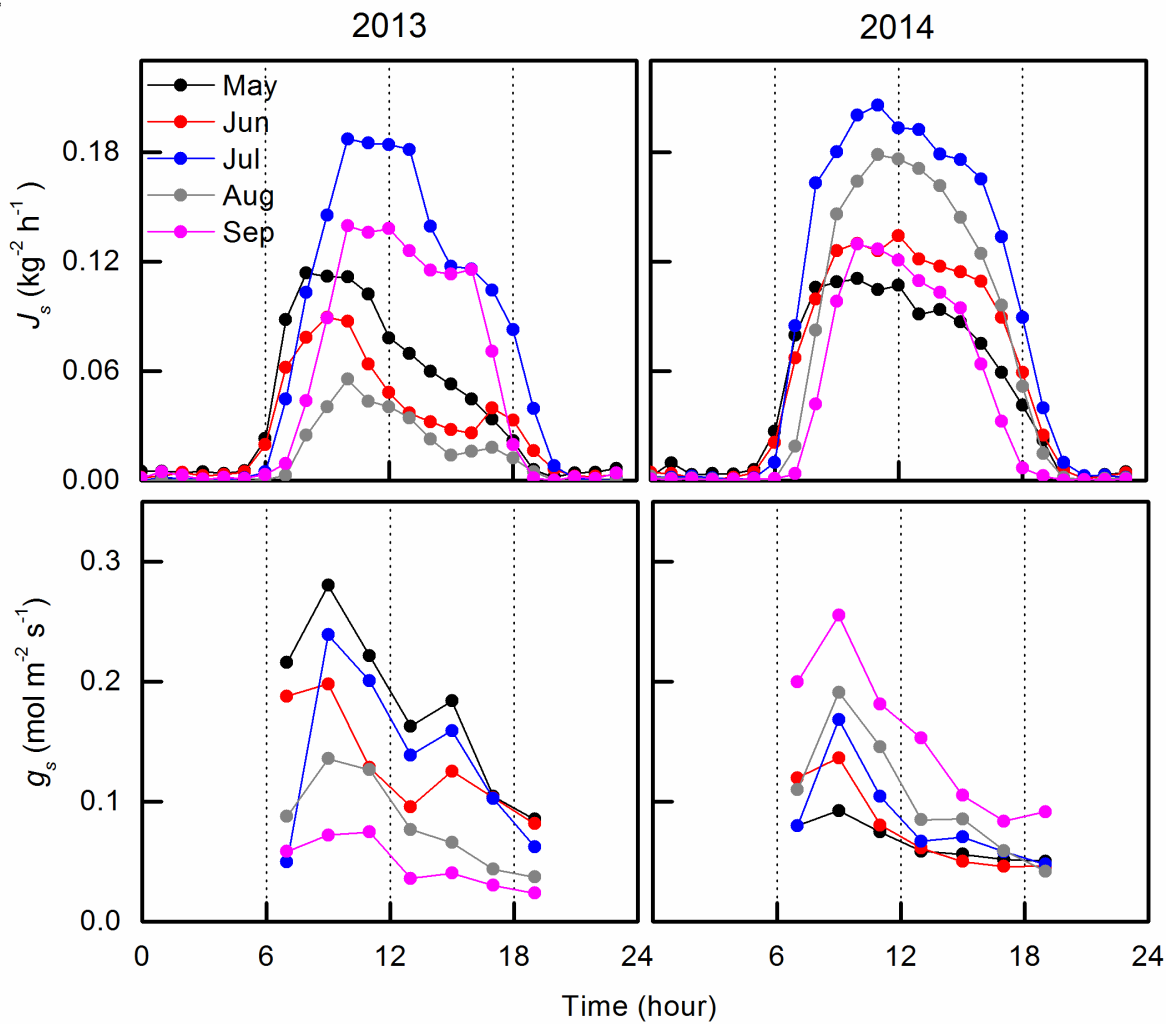 2013
2014
May
Jun
Jul
Aug
Sep
0.18
0.12
0.06
0.00
Jₛ (kg⁻² h⁻¹ )
0.3
0.2
0.1
0.0
gₛ (mol m⁻² s⁻¹)
0 6 12 18 24 6 12 18 24
Time (hour)